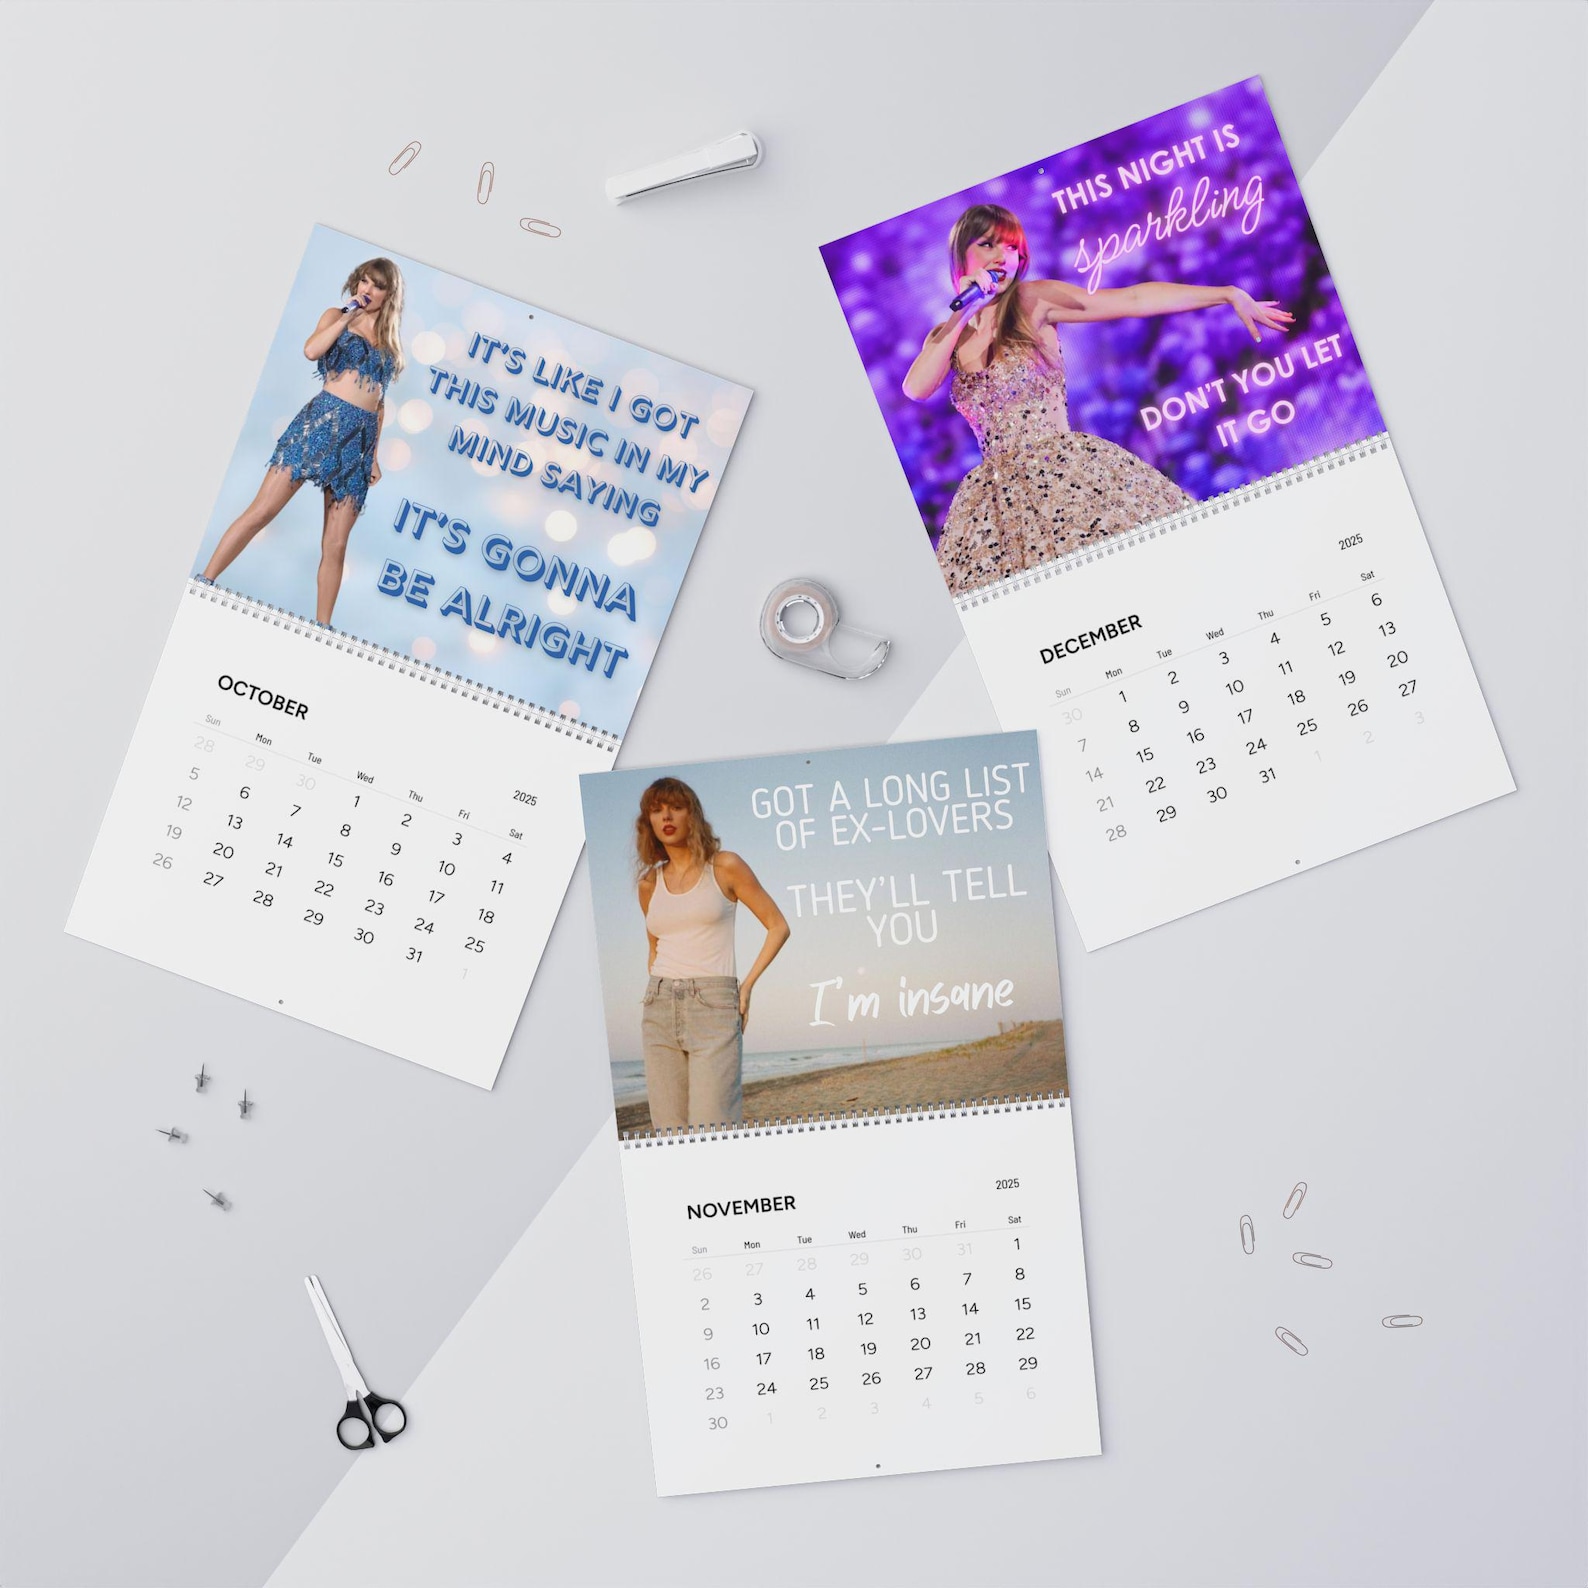 IT'S LIKE I GOT
THIS MUSIC IN MY
MIND SAYING
IT'S GONNA
BE ALRIGHT
OCTOBER
2025
Sun Mon Tue Wed Thu Fri Sat
28 29 30 1 2 3 4
5 6 7 8 9 10 11
12 13 14 15 16 17 18
19 20 21 22 23 24 25
26 27 28 29 30 31 1
THIS NIGHT IS
sparkling
DON'T YOU LET
IT GO
2025
DECEMBER
Sun Mon Tue Wed Thu Fri Sat
30 1 2 3 4 5 6
7 8 9 10 11 12 13
14 15 16 17 18 19 20
21 22 23 24 25 26 27
28 29 30 31 1 2 3
GOT A LONG LIST
OF EX-LOVERS
THEY'LL TELL
YOU
I'm insane
NOVEMBER
2025
Sun Mon Tue Wed Thu Fri Sat
26 27 28 29 30 31 1
2 3 4 5 6 7 8
9 10 11 12 13 14 15
16 17 18 19 20 21 22
23 24 25 26 27 28 29
30 1 2 3 4 5 6